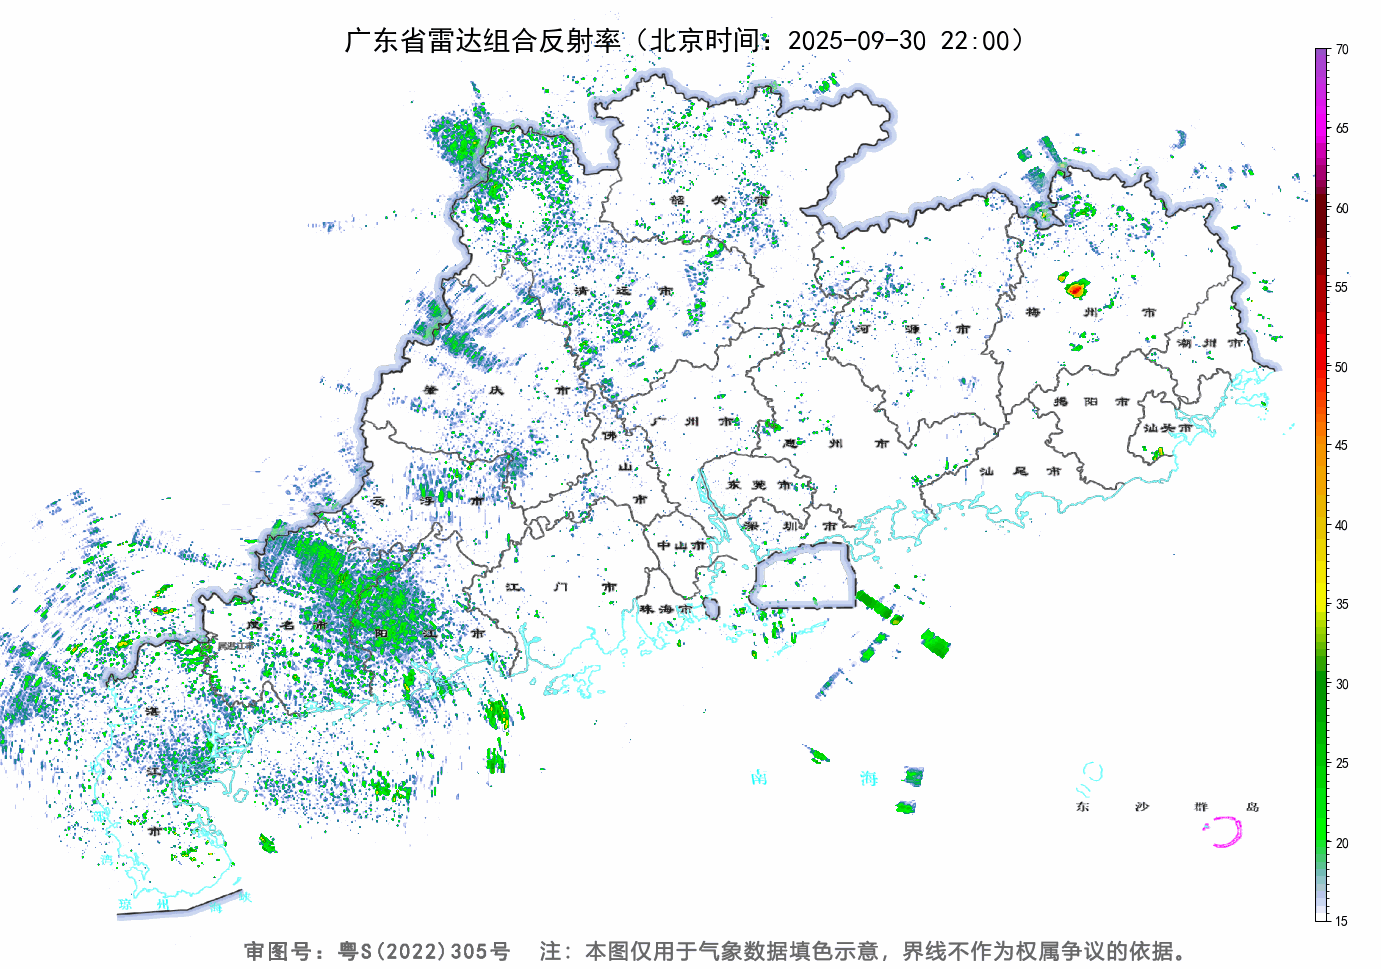 广东省雷达组合反射率（北京时间：2025-09-30 22:00）
70
65
60
55
50
45
40
35
30
25
20
15
韶关市
清远市
梅州市
河源市
潮州市
肇庆市
揭阳市
广州市
汕头市
佛山市
惠州市
汕尾市
云浮市
东莞市
深圳市
中山市
江门市
珠海市
茂名市
阳江市
湛江市
南海
东沙群岛
琼州海峡
审图号：粤S(2022)305号 注：本图仅用于气象数据填色示意，界线不作为权属争议的依据。